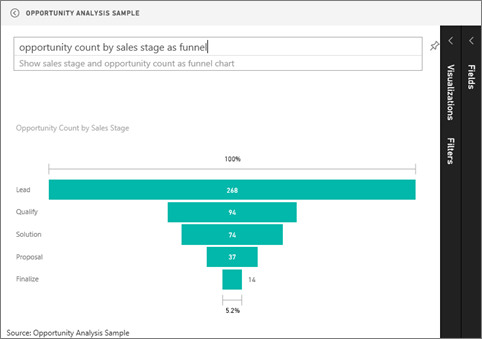 OPPORTUNITY ANALYSIS SAMPLE
opportunity count by sales stage as funnel
Show sales stage and opportunity count as funnel chart
Visualizations
Filters
Fields
Opportunity Count by Sales Stage
100%
Lead 268
Qualify 94
Solution 74
Proposal 37
Finalize 14
5.2%
Source: Opportunity Analysis Sample